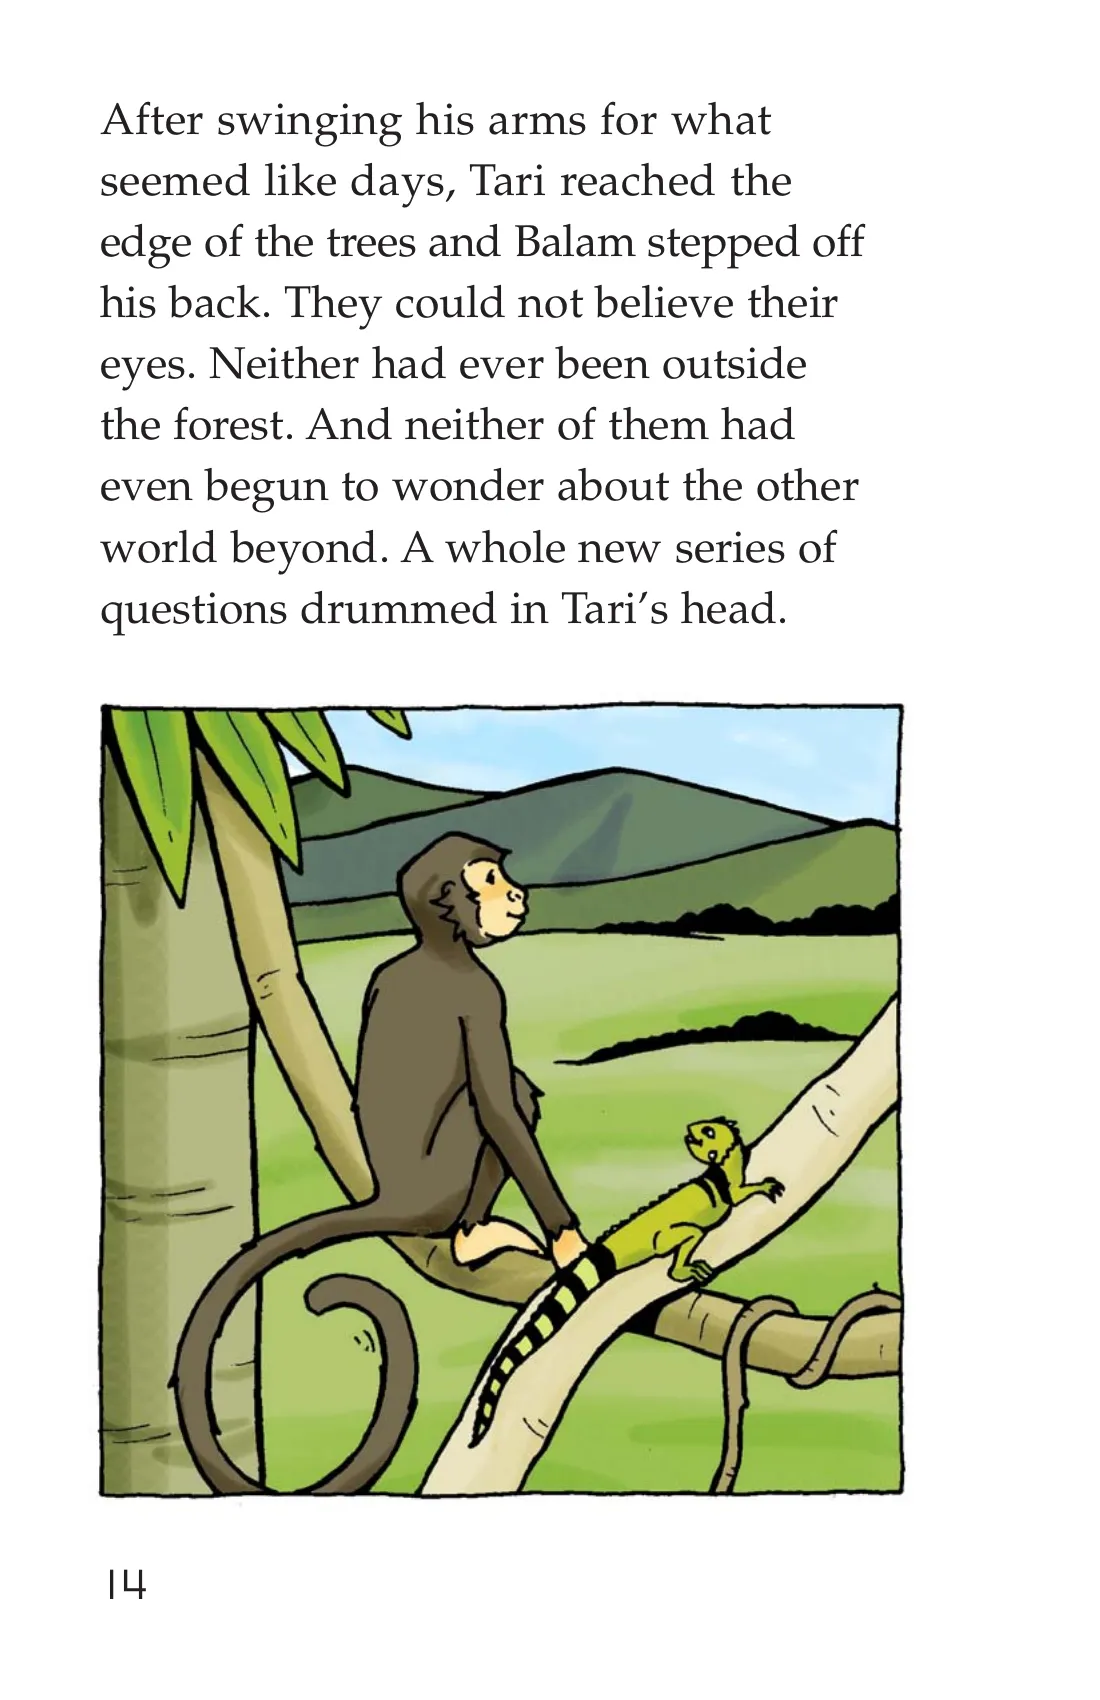 After swinging his arms for what
seemed like days, Tari reached the
edge of the trees and Balam stepped off
his back. They could not believe their
eyes. Neither had ever been outside
the forest. And neither of them had
even begun to wonder about the other
world beyond. A whole new series of
questions drummed in Tari’s head.
14